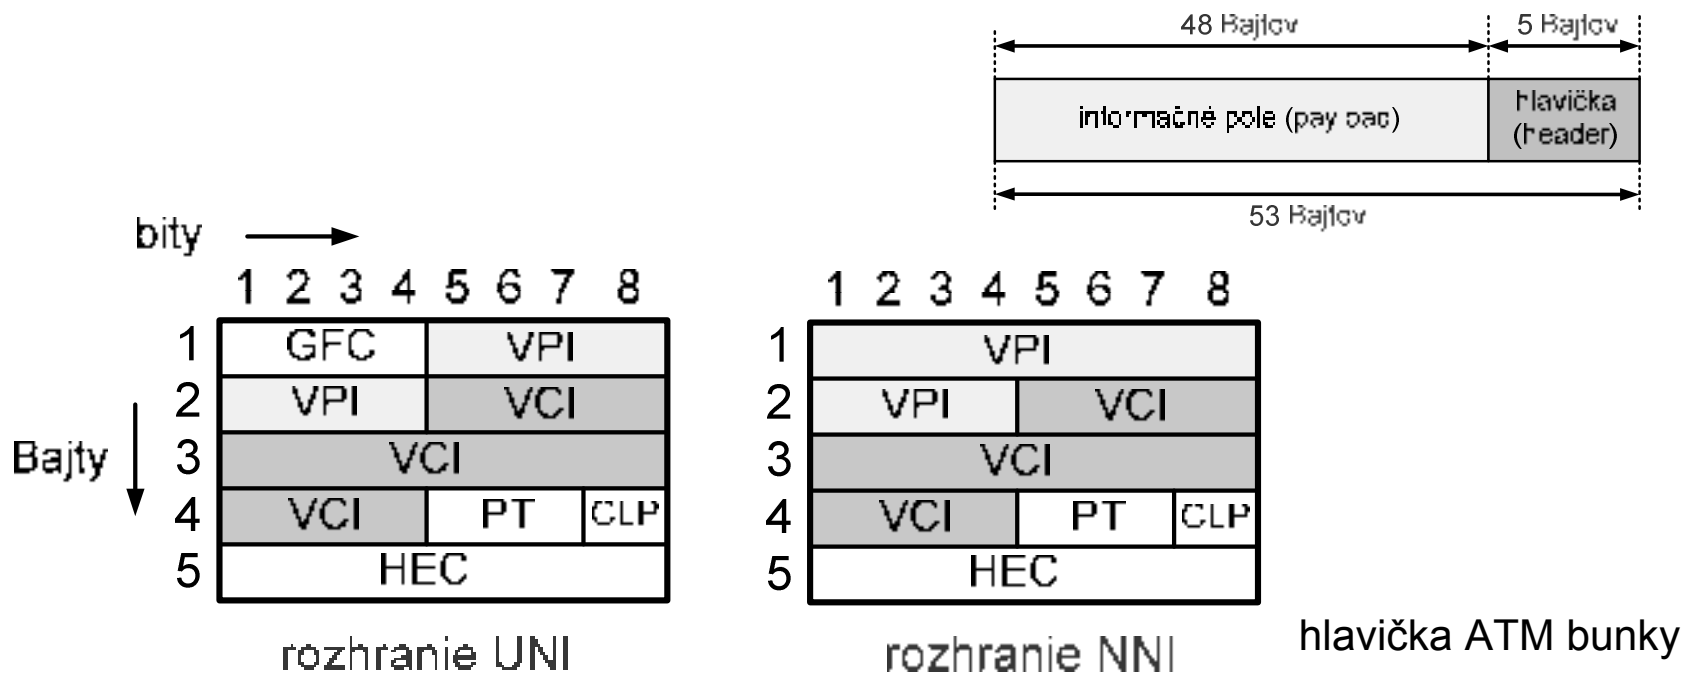 48 Bajtov 5 Bajtov
informačné pole (payload) hlavička
(header)
53 Bajtov
bity
1 2 3 4 5 6 7 8
1 GFC VPI
2 VPI VCI
Bajty 3 VCI
4 VCI PT CLP
5 HEC
rozhranie UNI
1 2 3 4 5 6 7 8
1 VPI
2 VPI VCI
3 VCI
4 VCI PT CLP
5 HEC
rozhranie NNI
hlavička ATM bunky